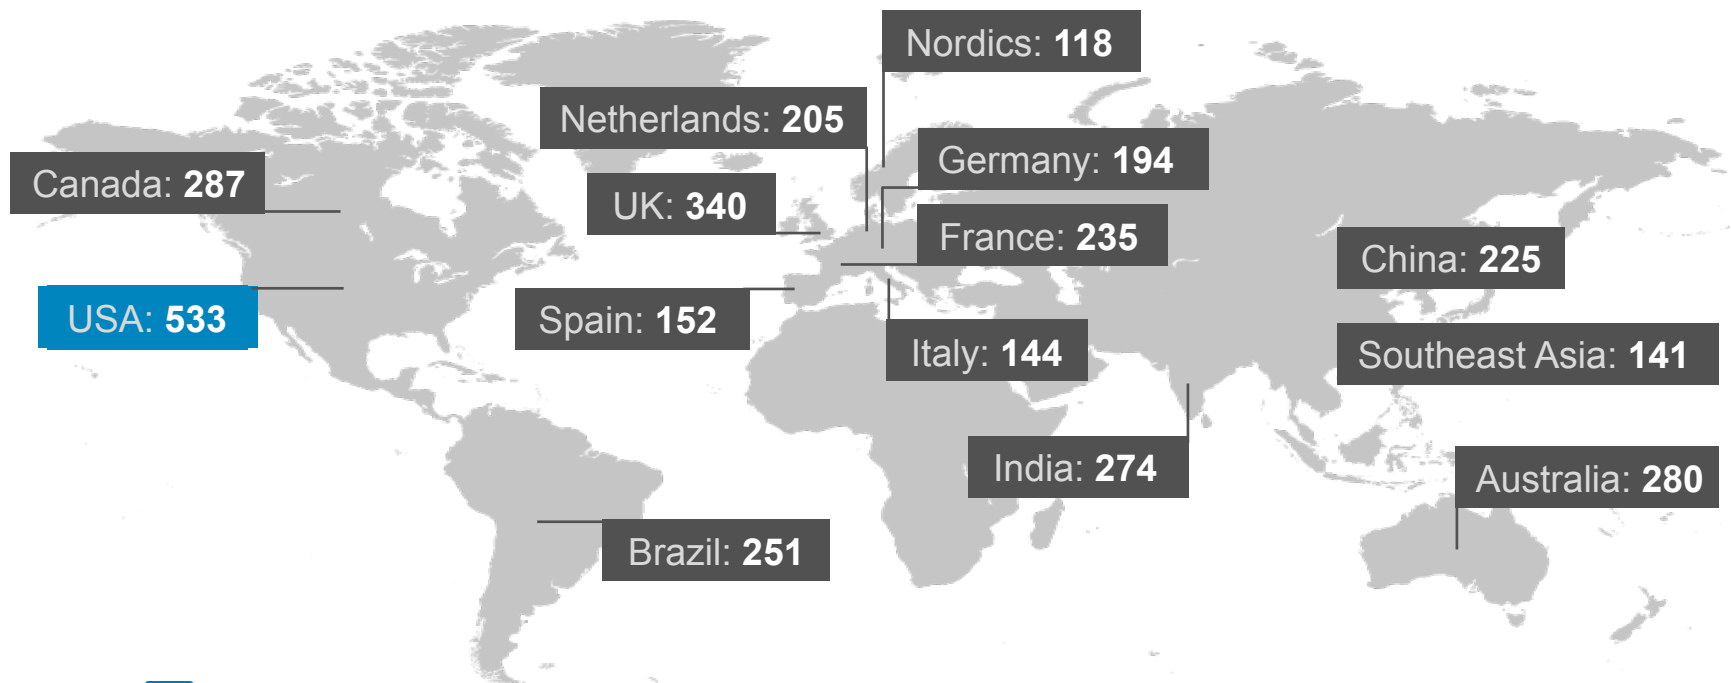 Nordics: 118
Netherlands: 205
Germany: 194
Canada: 287
UK: 340
France: 235
China: 225
USA: 533
Spain: 152
Italy: 144
Southeast Asia: 141
India: 274
Australia: 280
Brazil: 251